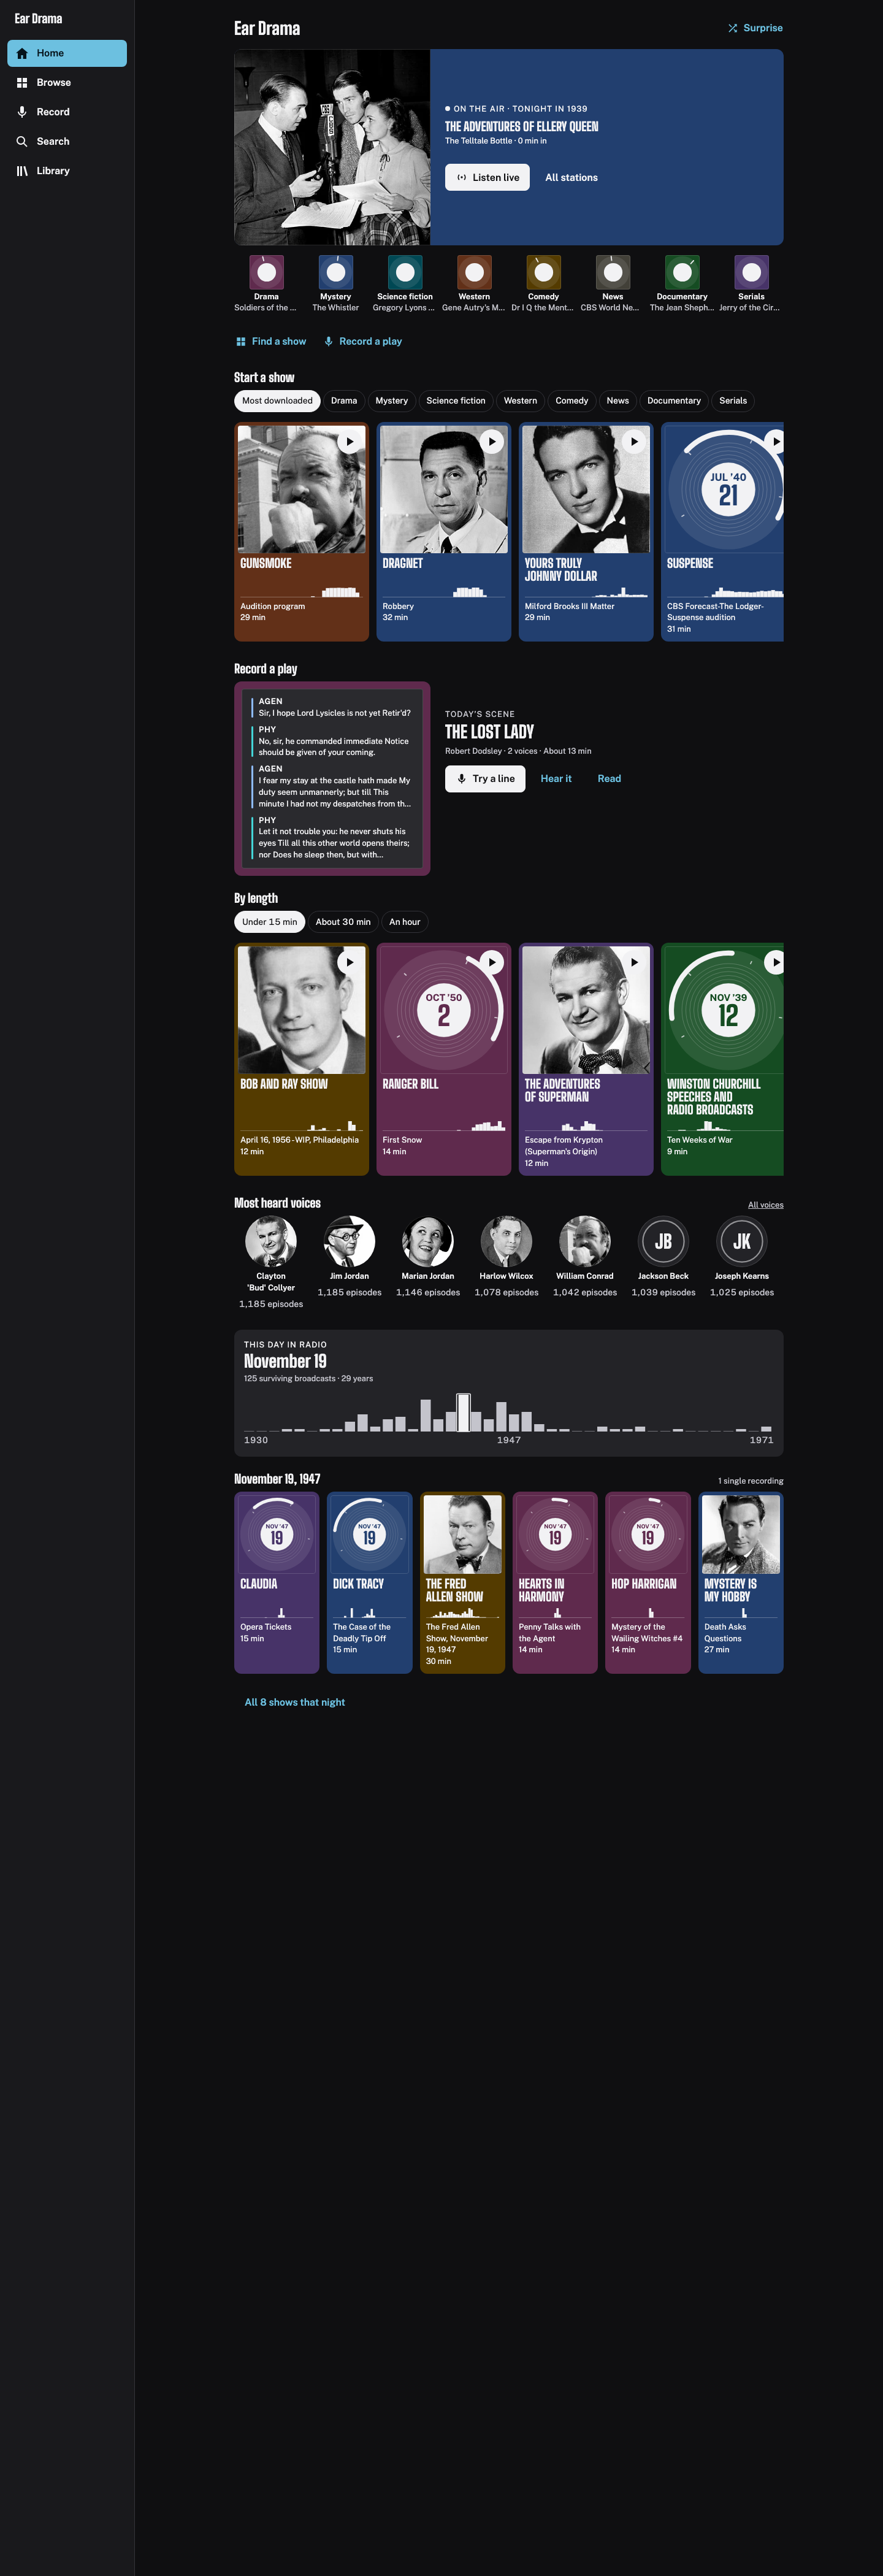 Ear Drama
Home
Browse
Record
Search
Library
Ear Drama
Surprise
ON THE AIR · TONIGHT IN 1939
THE ADVENTURES OF ELLERY QUEEN
The Telltale Bottle · 0 min in
Listen live
All stations
Drama
Soldiers of the ...
Mystery
The Whistler
Science fiction
Gregory Lyons ...
Western
Gene Autry's M...
Comedy
Dr I Q the Ment...
News
CBS World Ne...
Documentary
The Jean Sheph...
Serials
Jerry of the Cir...
Find a show
Record a play
Start a show
Most downloaded
Drama
Mystery
Science fiction
Western
Comedy
News
Documentary
Serials
GUNSMOKE
Audition program
29 min
DRAGNET
Robbery
32 min
YOURS TRULY
JOHNNY DOLLAR
Milford Brooks III Matter
29 min
JUL '40
21
SUSPENSE
CBS Forecast-The Lodger-
Suspense audition
31 min
Record a play
AGEN
Sir, I hope Lord Lysicles is not yet Retir'd?
PHY
No, sir, he commanded immediate Notice
should be given of your coming.
AGEN
I fear my stay at the castle hath made My
duty seem unmannerly; but till This
minute I had not my despatches from th...
PHY
Let it not trouble you: he never shuts his
eyes Till all this other world opens theirs;
nor Does he sleep then, but with...
TODAY'S SCENE
THE LOST LADY
Robert Dodsley · 2 voices · About 13 min
Try a line
Hear it
Read
By length
Under 15 min
About 30 min
An hour
BOB AND RAY SHOW
April 16, 1956 - WIP, Philadelphia
12 min
OCT '50
2
RANGER BILL
First Snow
14 min
THE ADVENTURES
OF SUPERMAN
Escape from Krypton
(Superman's Origin)
12 min
NOV '39
12
WINSTON CHURCHILL
SPEECHES AND
RADIO BROADCASTS
Ten Weeks of War
9 min
Most heard voices
All voices
Clayton
'Bud' Collyer
1,185 episodes
Jim Jordan
1,185 episodes
Marian Jordan
1,146 episodes
Harlow Wilcox
1,078 episodes
William Conrad
1,042 episodes
JB
Jackson Beck
1,039 episodes
JK
Joseph Kearns
1,025 episodes
THIS DAY IN RADIO
November 19
125 surviving broadcasts · 29 years
1930
1947
1971
November 19, 1947
1 single recording
NOV '47
19
CLAUDIA
Opera Tickets
15 min
NOV '47
19
DICK TRACY
The Case of the
Deadly Tip Off
15 min
THE FRED
ALLEN SHOW
The Fred Allen
Show, November
19, 1947
30 min
NOV '47
19
HEARTS IN
HARMONY
Penny Talks with
the Agent
14 min
NOV '47
19
HOP HARRIGAN
Mystery of the
Wailing Witches #4
14 min
MYSTERY IS
MY HOBBY
Death Asks
Questions
27 min
All 8 shows that night